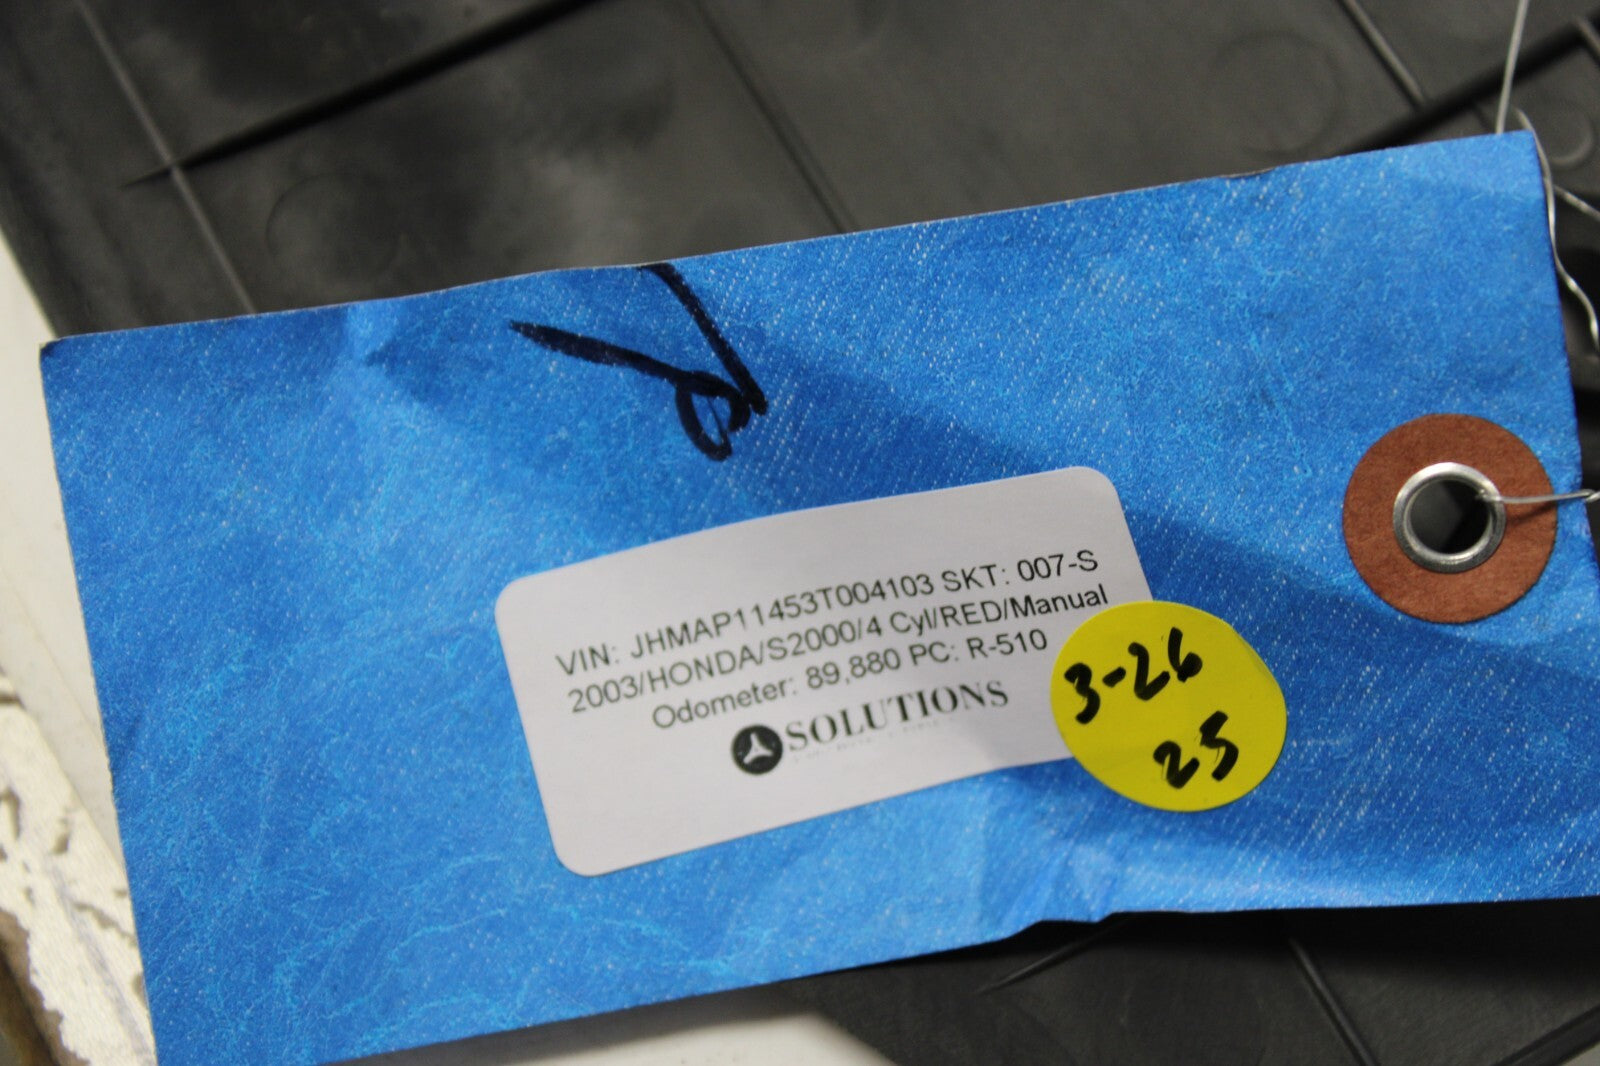 VIN: JHMAP11453T004103 SKT: 007-S
2003/HONDA/S2000/4 Cyl/RED/Manual
Odometer: 89,880 PC: R-510
SOLUTIONS
3-26
25